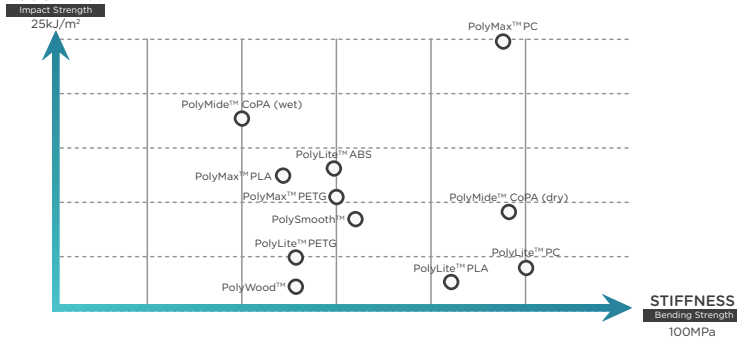 Impact Strength
25kJ/m²
PolyMax™ PC
PolyMide™ CoPA (wet)
PolyLite™ ABS
PolyMax™ PLA
PolyMax™ PETG
PolyMide™ CoPA (dry)
PolySmooth™
PolyLite™ PETG
PolyLite™ PC
PolyLite™ PLA
PolyWood™
STIFFNESS
Bending Strength
100MPa